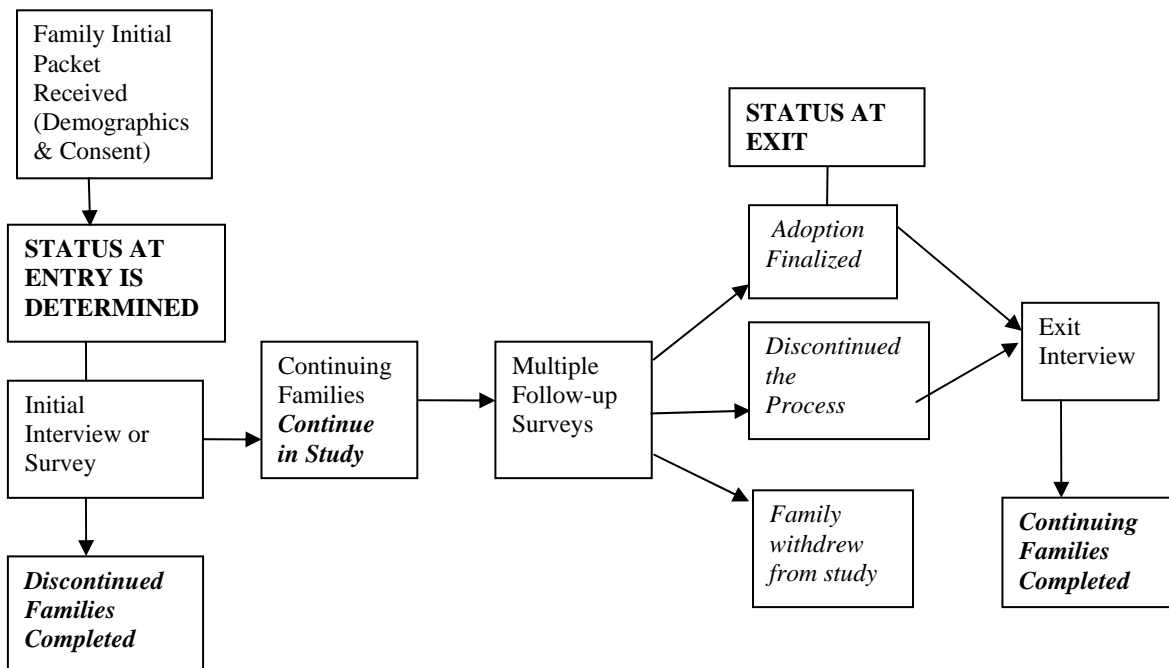 Family Initial
Packet
Received
(Demographics
& Consent)
STATUS AT
ENTRY IS
DETERMINED
Initial
Interview or
Survey
Discontinued
Families
Completed
Continuing
Families
Continue
in Study
Multiple
Follow-up
Surveys
STATUS AT
EXIT
Adoption
Finalized
Discontinued
the
Process
Family
withdrew
from study
Exit
Interview
Continuing
Families
Completed